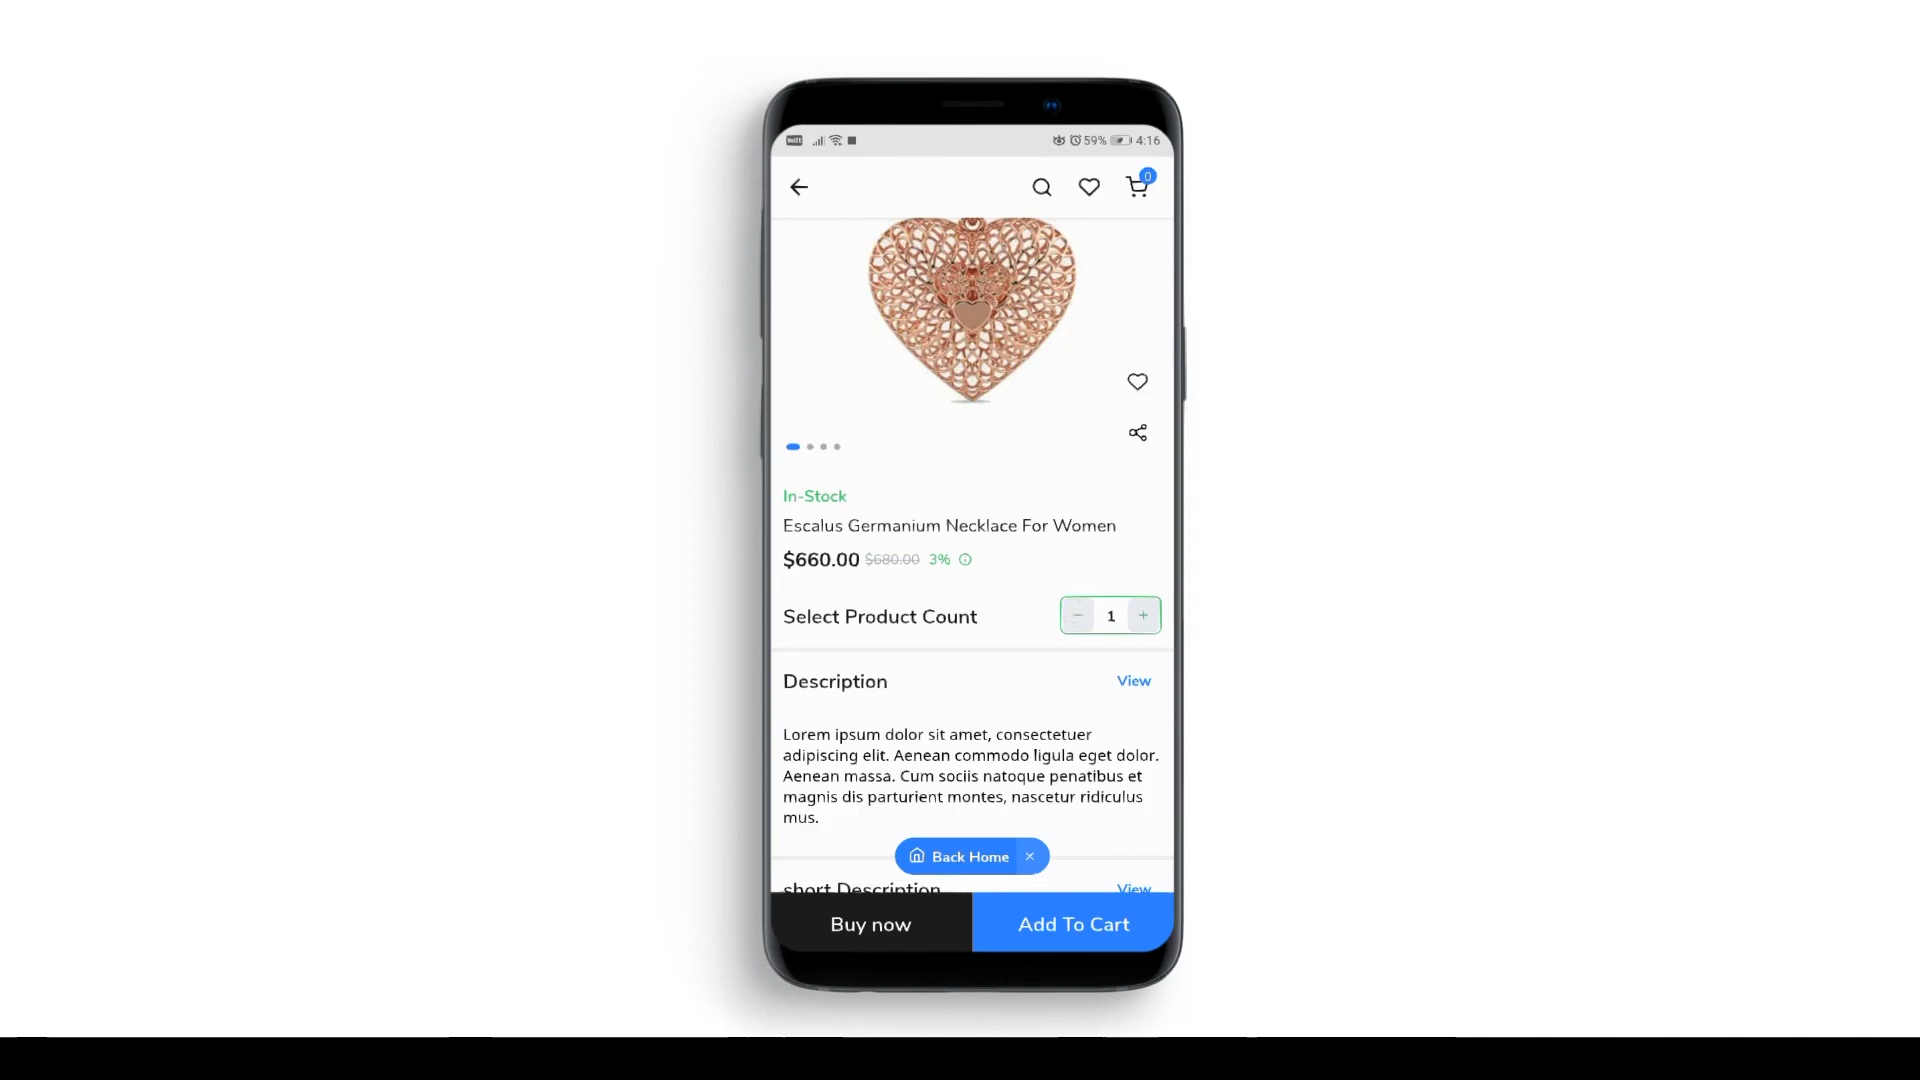 VoLTE
59% 4:16
0
In-Stock
Escalus Germanium Necklace For Women
$660.00 $680.00 3%
Select Product Count
− 1 +
Description View
Lorem ipsum dolor sit amet, consectetuer
adipiscing elit. Aenean commodo ligula eget dolor.
Aenean massa. Cum sociis natoque penatibus et
magnis dis parturient montes, nascetur ridiculus
mus.
Back Home ×
short Description View
Buy now Add To Cart